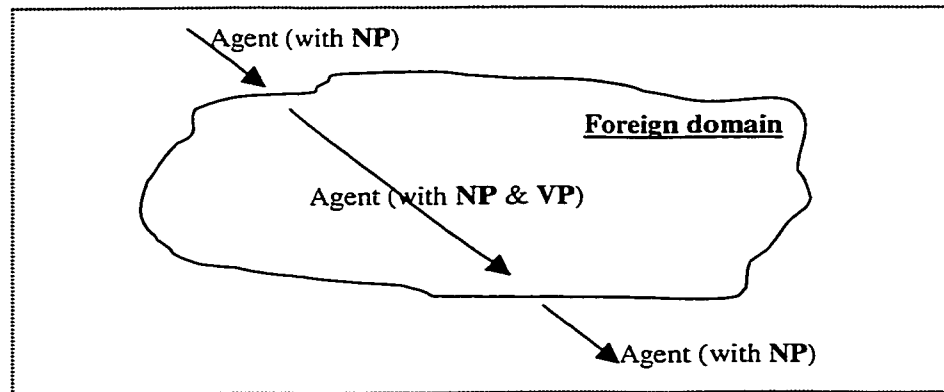 Agent (with NP)
Foreign domain
Agent (with NP & VP)
Agent (with NP)